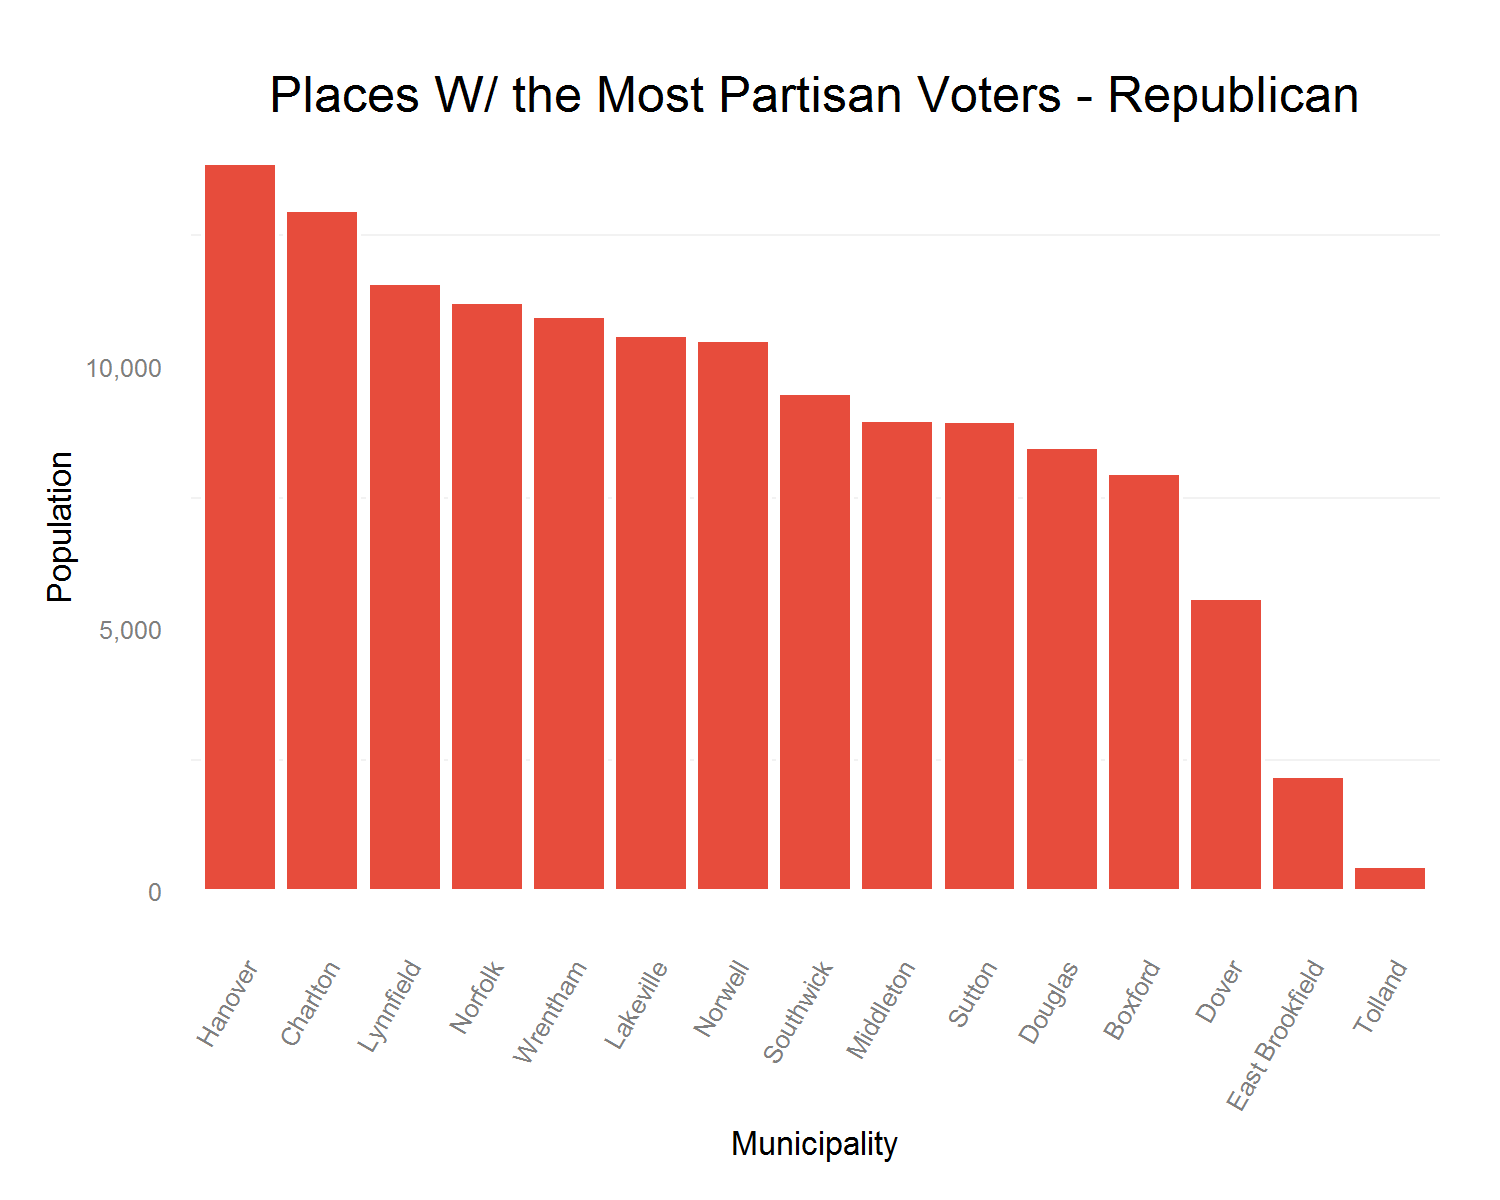 Places W/ the Most Partisan Voters - Republican
Population
10,000
5,000
0
Hanover
Charlton
Lynnfield
Norfolk
Wrentham
Lakeville
Norwell
Southwick
Middleton
Sutton
Douglas
Boxford
Dover
East Brookfield
Tolland
Municipality